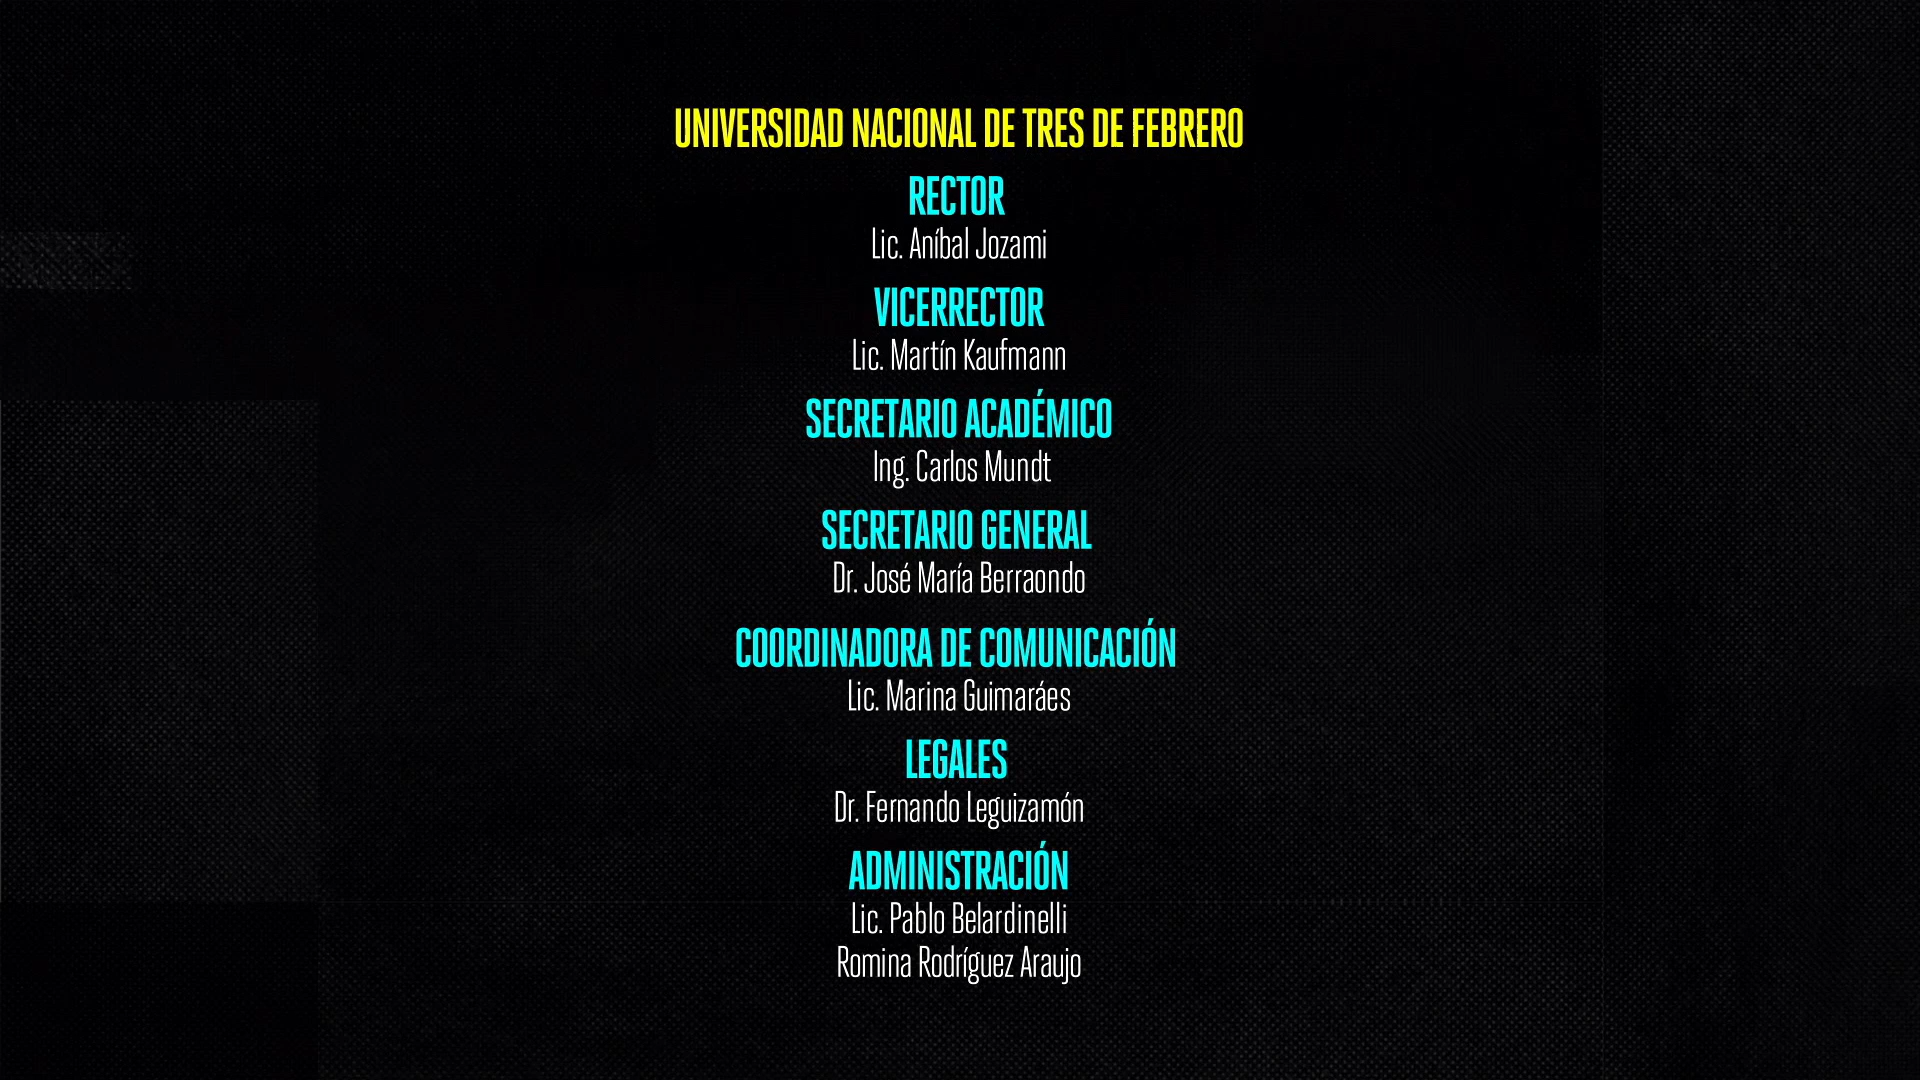 UNIVERSIDAD NACIONAL DE TRES DE FEBRERO
RECTOR
Lic. Aníbal Jozami
VICERRECTOR
Lic. Martín Kaufmann
SECRETARIO ACADÉMICO
Ing. Carlos Mundt
SECRETARIO GENERAL
Dr. José María Berraondo
COORDINADORA DE COMUNICACIÓN
Lic. Marina Guimaráes
LEGALES
Dr. Fernando Leguizamón
ADMINISTRACIÓN
Lic. Pablo Belardinelli
Romina Rodríguez Araujo